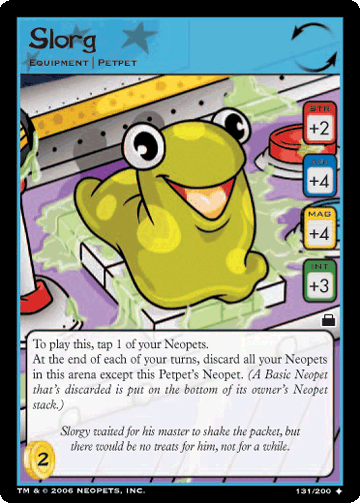 Slorg
Equipment | Petpet
STR
+2
+4
MAG
+4
INT
+3
To play this, tap 1 of your Neopets.
At the end of each of your turns, discard all your Neopets
in this arena except this Petpet's Neopet. (A Basic Neopet
that's discarded is put on the bottom of its owner's Neopet
stack.)
Slorgy waited for his master to shake the packet, but
there would be no treats for him, not for a while.
2
TM & © 2006 NEOPETS, INC.
131/200 ◆